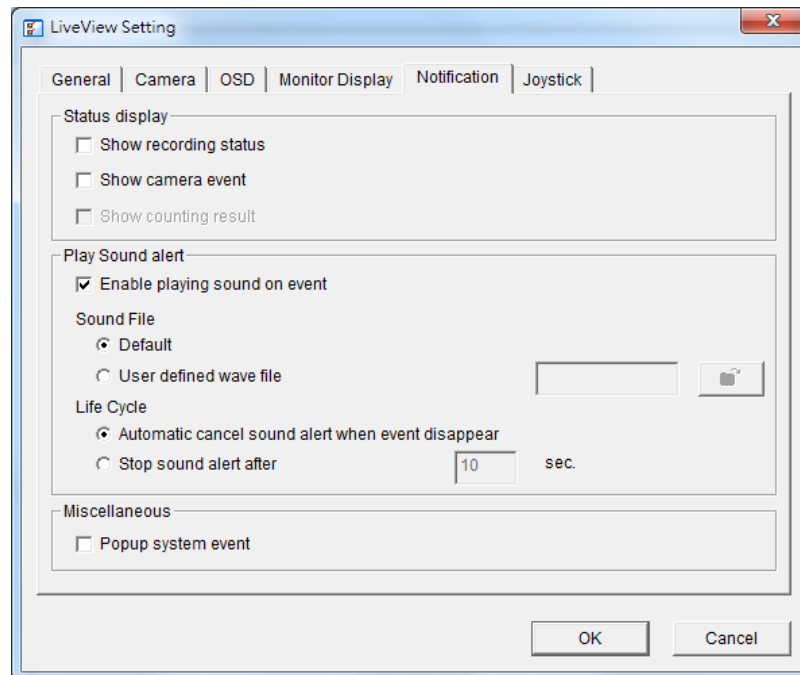 LiveView Setting
General Camera OSD Monitor Display Notification Joystick
Status display
Show recording status
Show camera event
Show counting result
Play Sound alert
Enable playing sound on event
Sound File
Default
User defined wave file
Life Cycle
Automatic cancel sound alert when event disappear
Stop sound alert after 10 sec.
Miscellaneous
Popup system event
OK Cancel